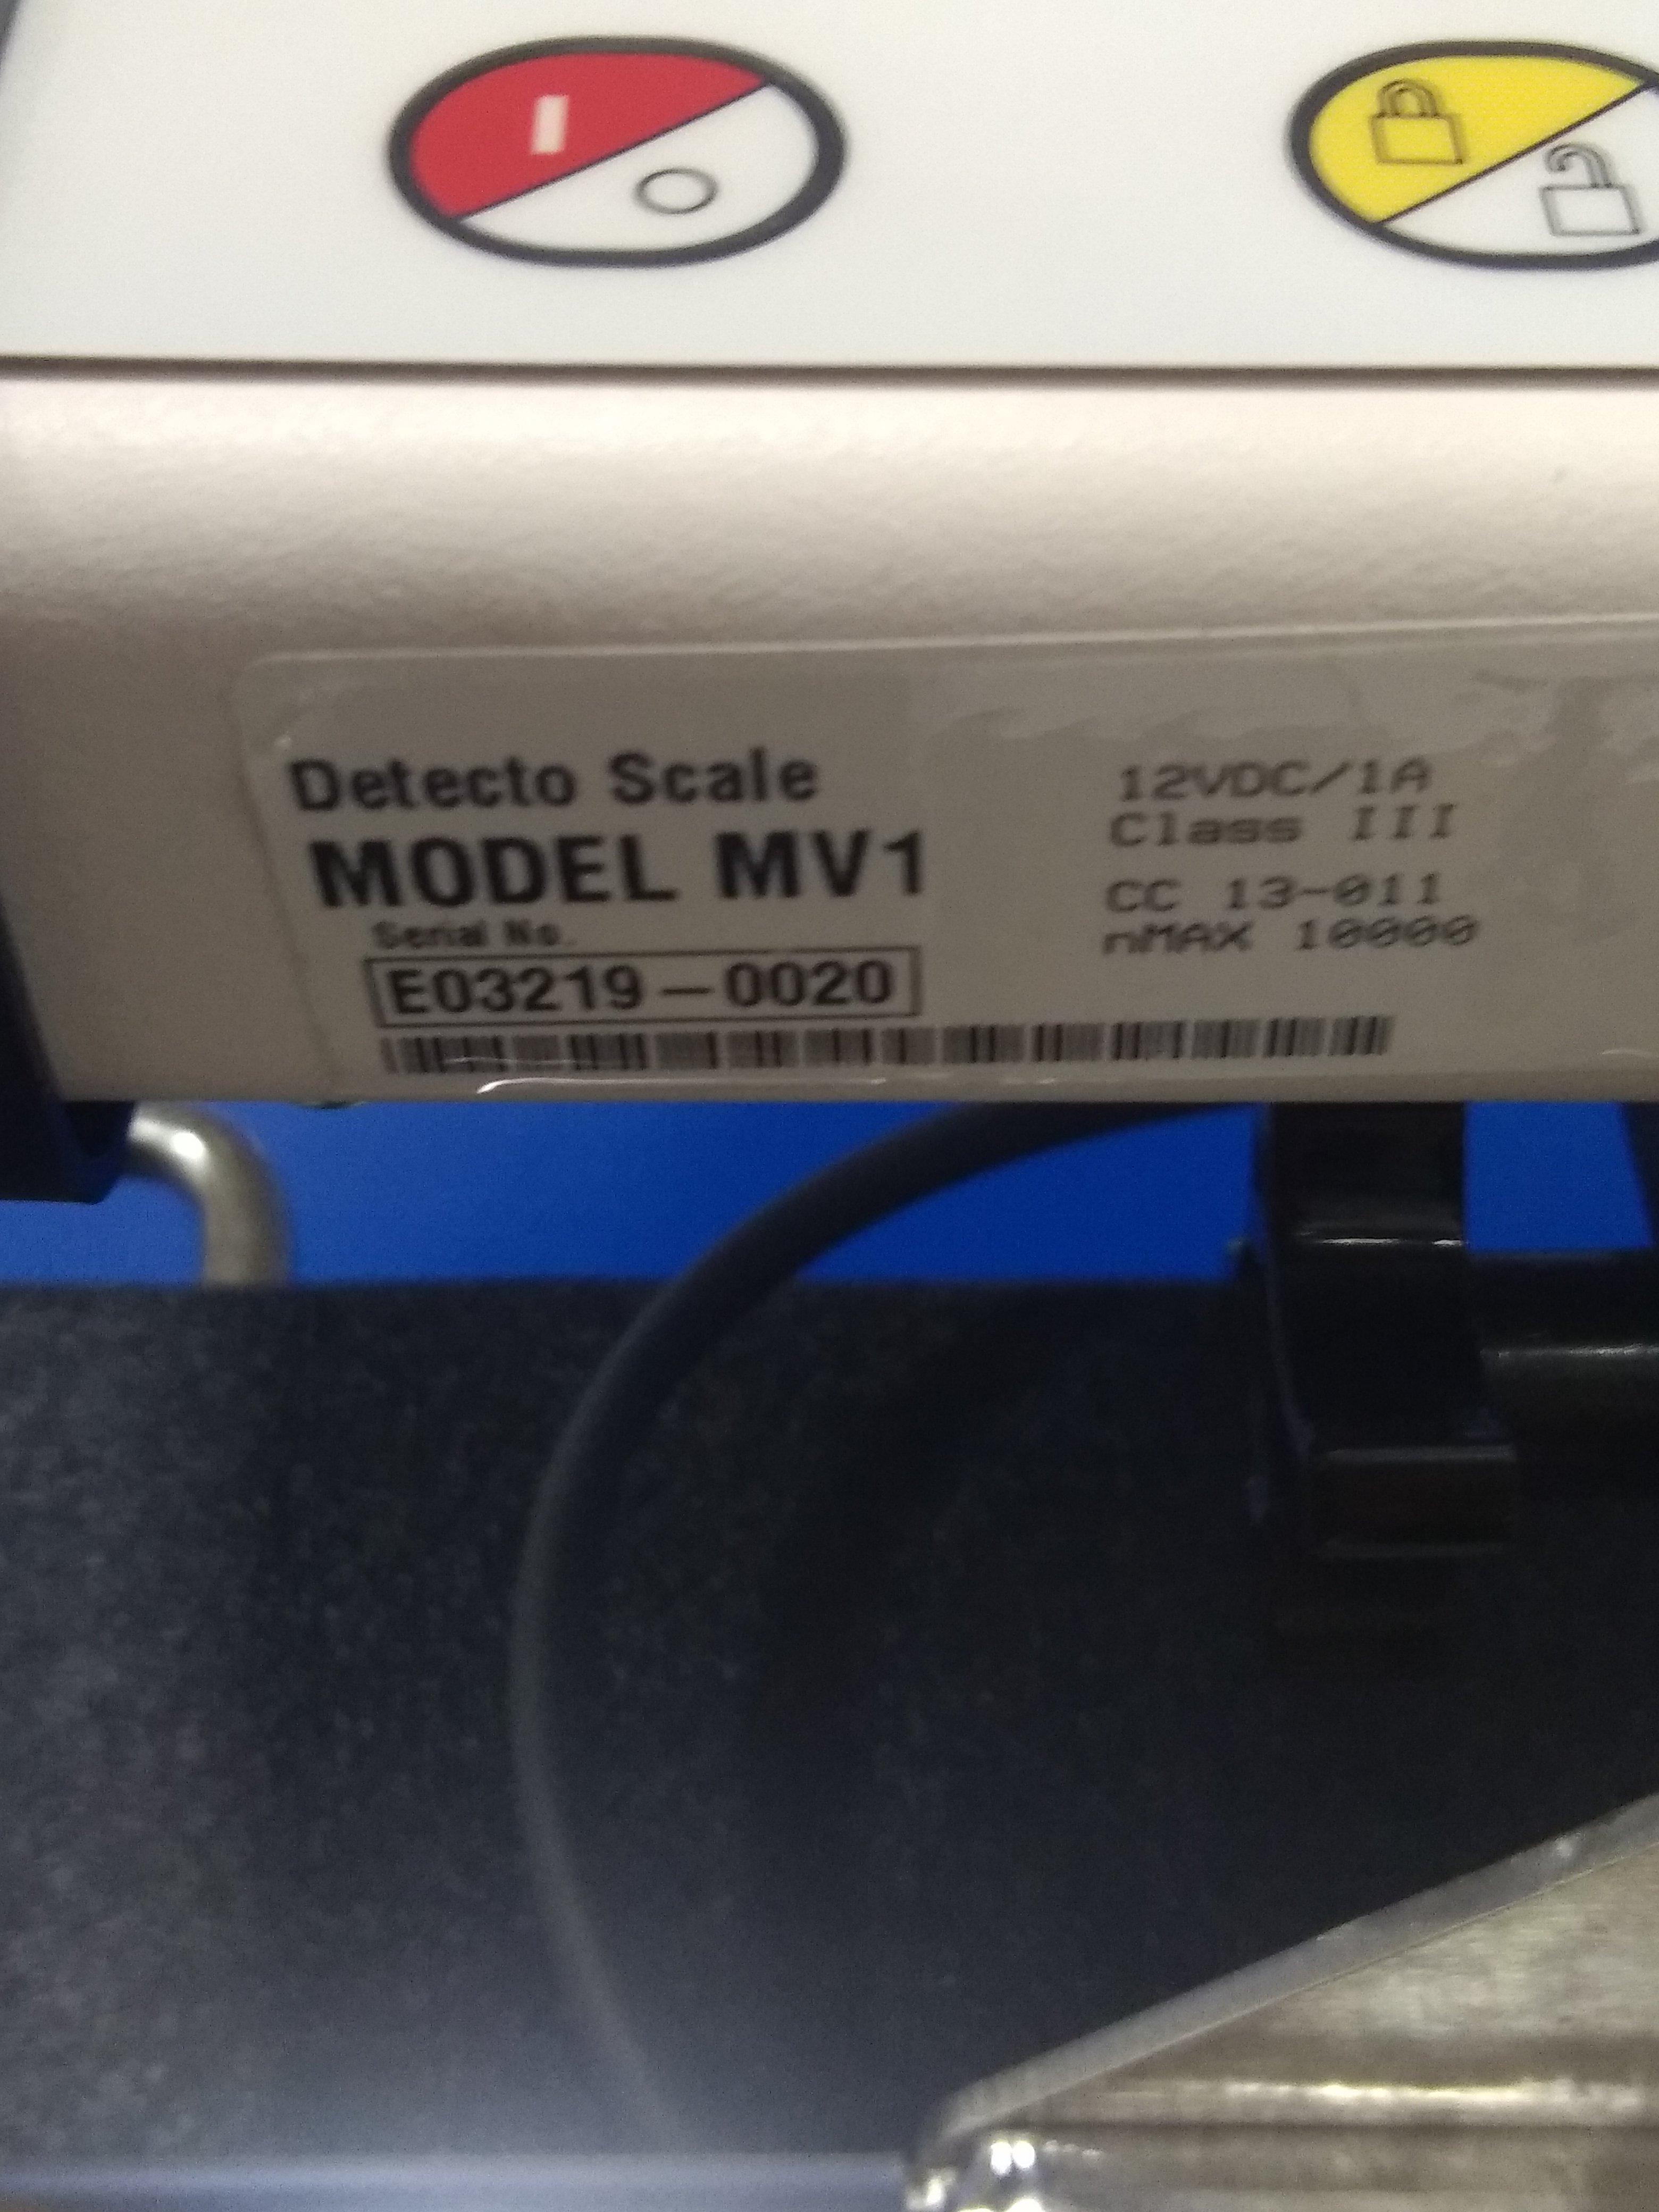 Detecto Scale
MODEL MV1
Serial No.
E03219-0020
12VDC/1A
Class III
CC 13-011
nMAX 10000